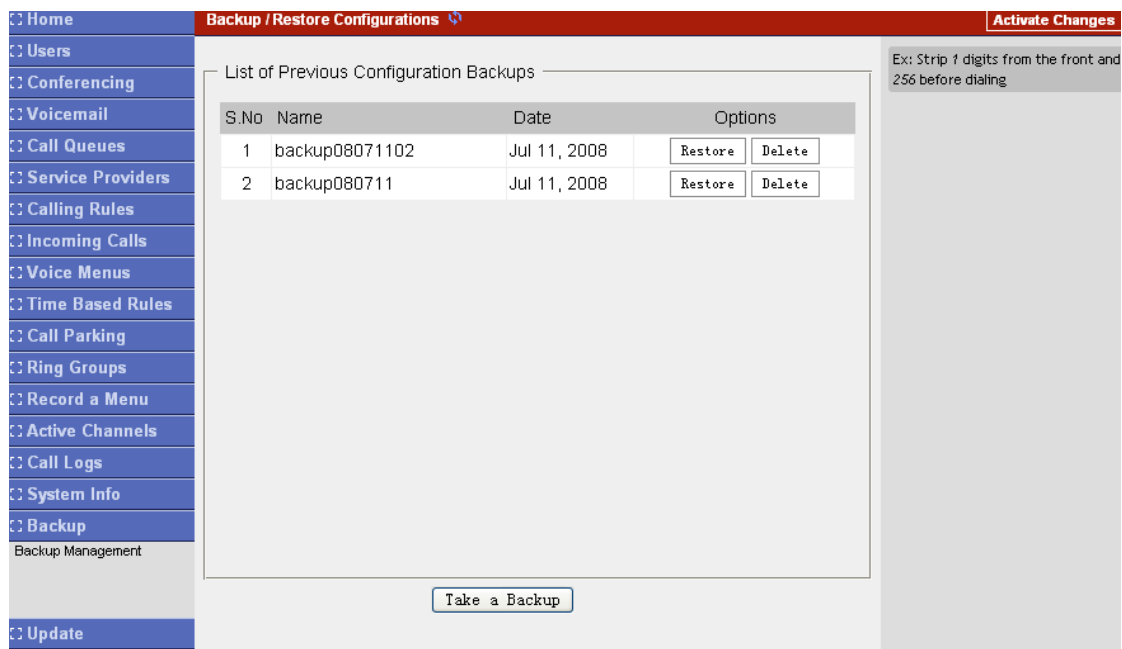 Home
Backup / Restore Configurations
Activate Changes
Users
Conferencing
Voicemail
Call Queues
Service Providers
Calling Rules
Incoming Calls
Voice Menus
Time Based Rules
Call Parking
Ring Groups
Record a Menu
Active Channels
Call Logs
System Info
Backup
Backup Management
Update
List of Previous Configuration Backups
S.No Name Date Options
1 backup08071102 Jul 11, 2008 Restore Delete
2 backup080711 Jul 11, 2008 Restore Delete
Take a Backup
Ex: Strip 1 digits from the front and
256 before dialing